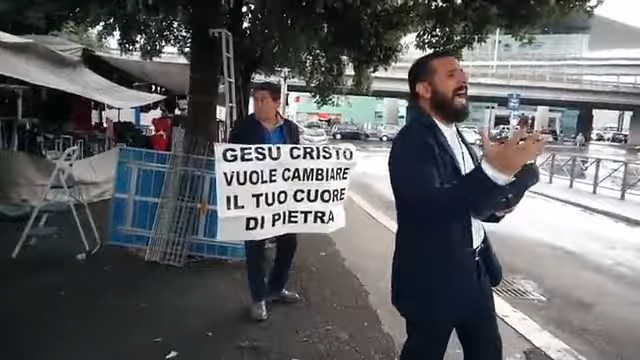 GESU CRISTO
VUOLE CAMBIARE
IL TUO CUORE
DI PIETRA